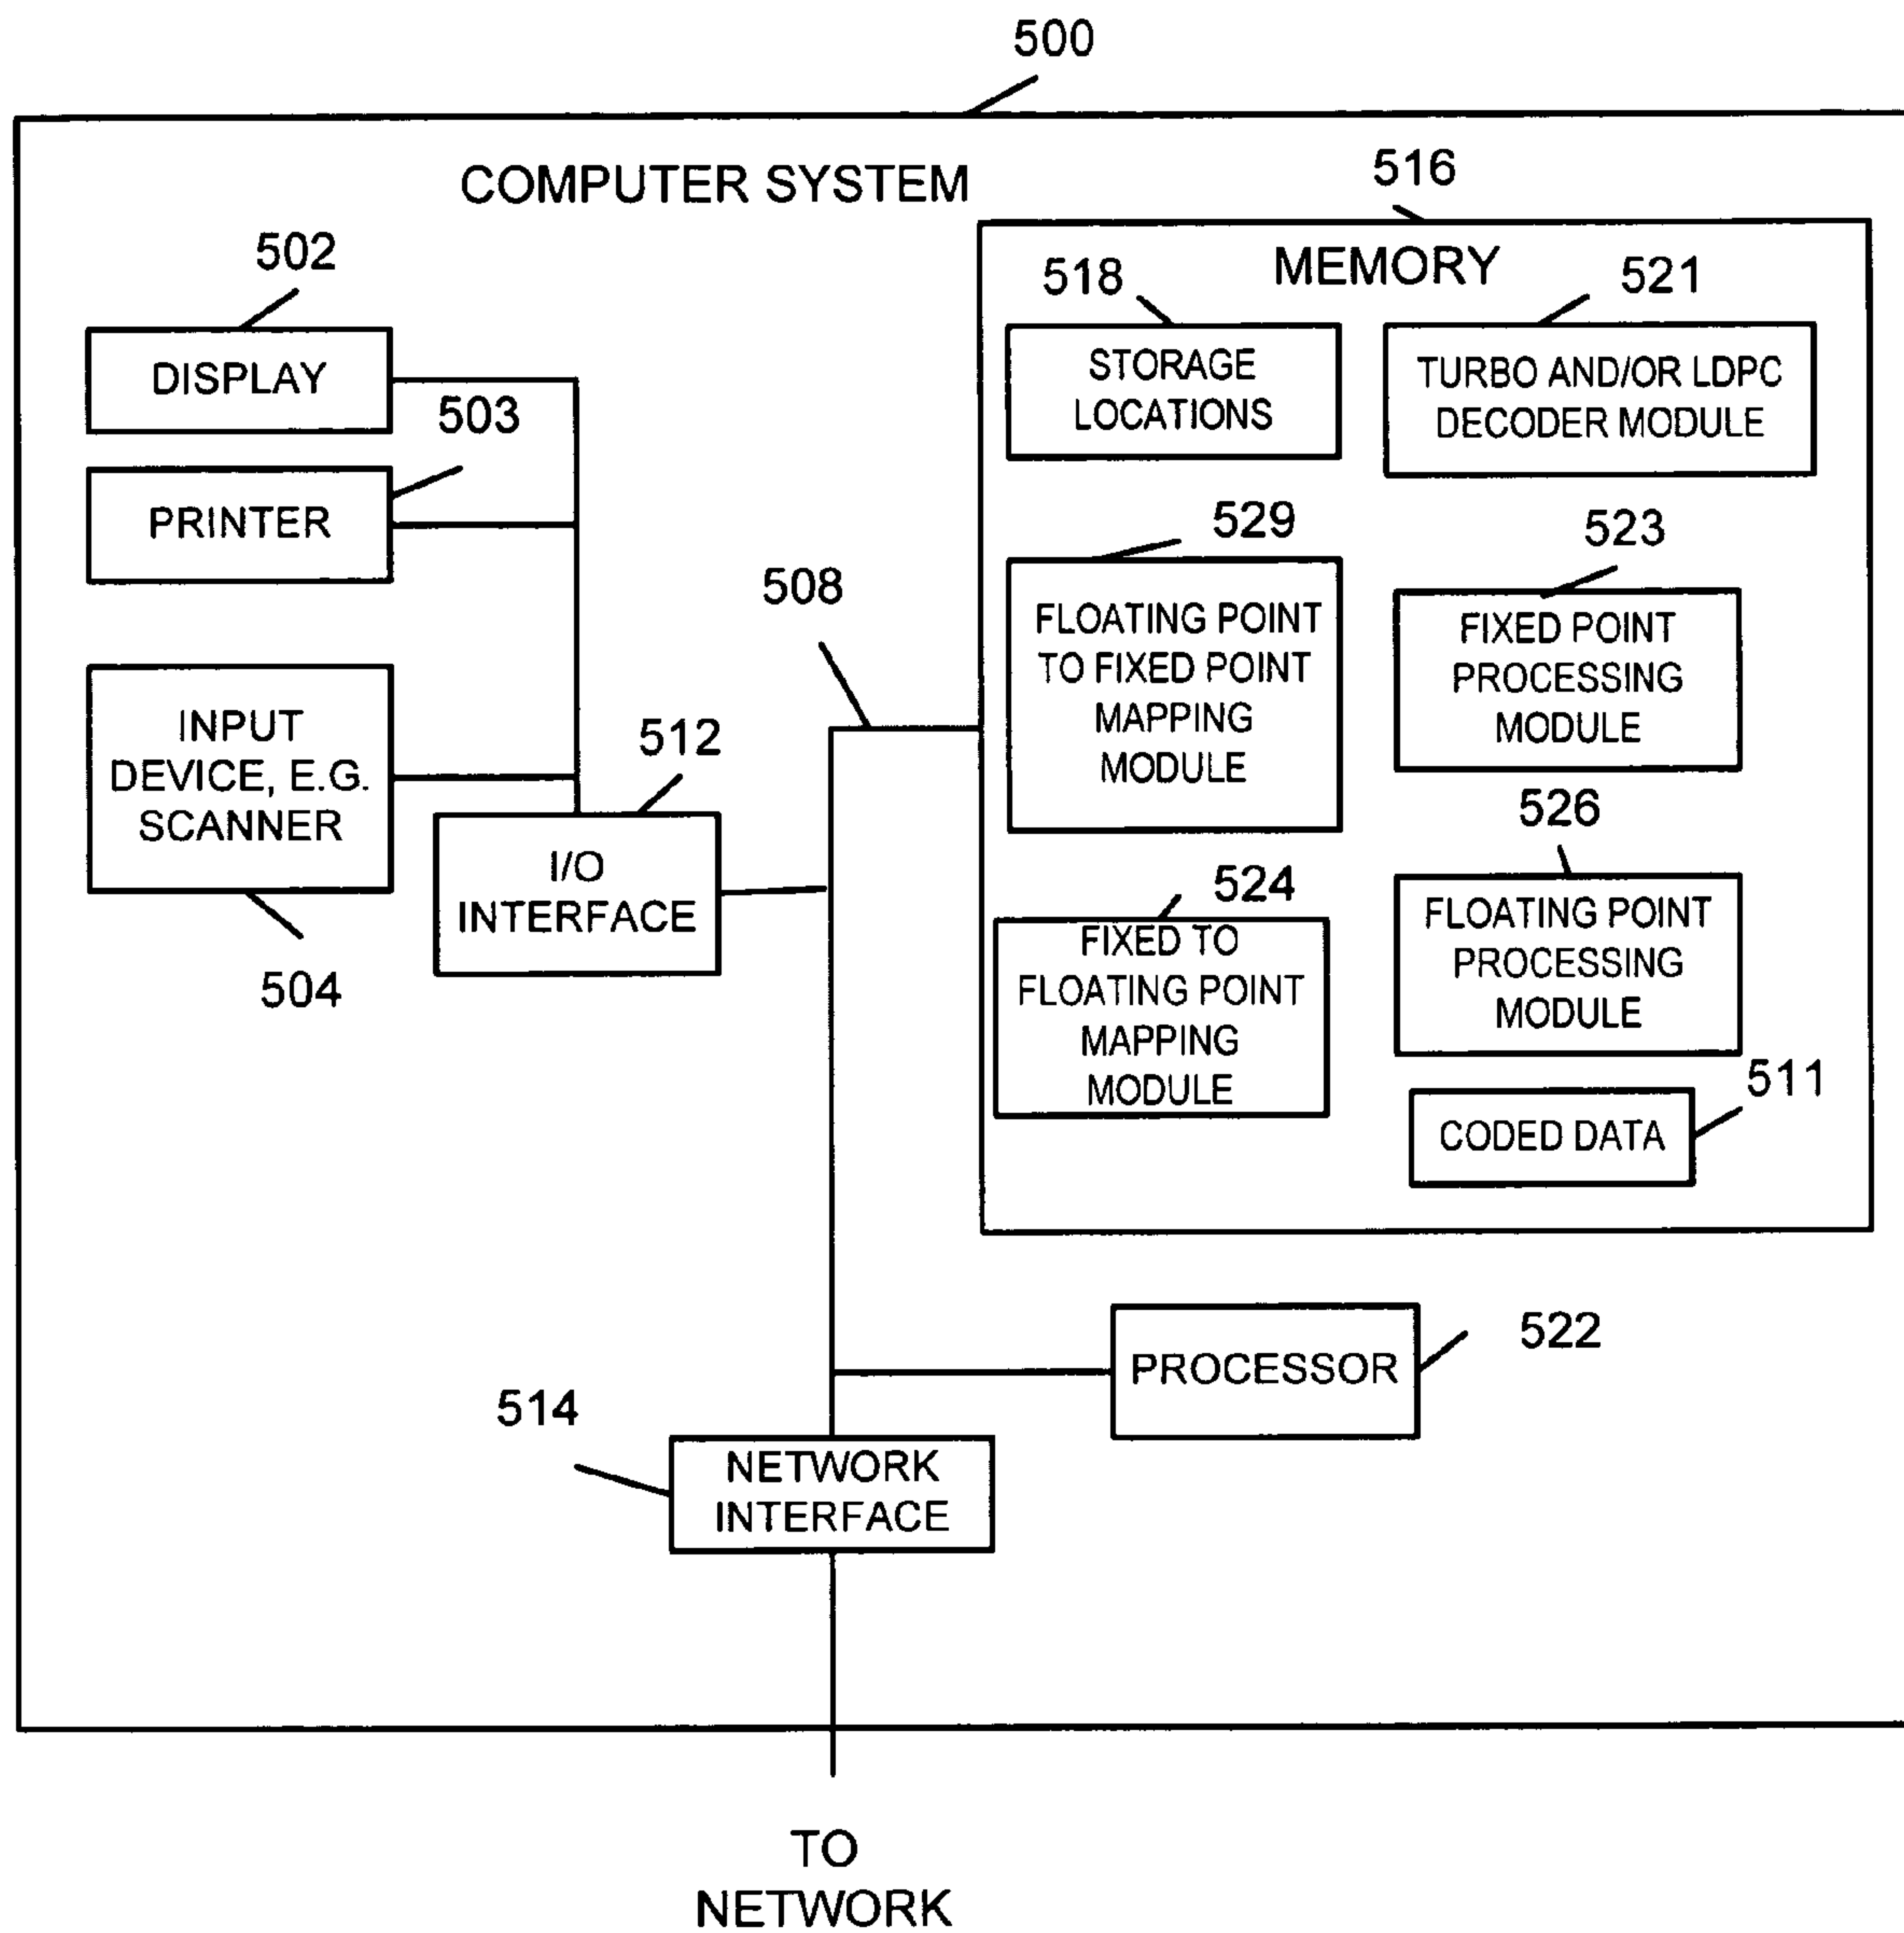 500
COMPUTER SYSTEM
516
MEMORY
502
DISPLAY
503
PRINTER
INPUT
DEVICE, E.G.
SCANNER
504
512
I/O
INTERFACE
508
518
STORAGE
LOCATIONS
521
TURBO AND/OR LDPC
DECODER MODULE
529
FLOATING POINT
TO FIXED POINT
MAPPING
MODULE
523
FIXED POINT
PROCESSING
MODULE
524
FIXED TO
FLOATING POINT
MAPPING
MODULE
526
FLOATING POINT
PROCESSING
MODULE
511
CODED DATA
522
PROCESSOR
514
NETWORK
INTERFACE
TO
NETWORK